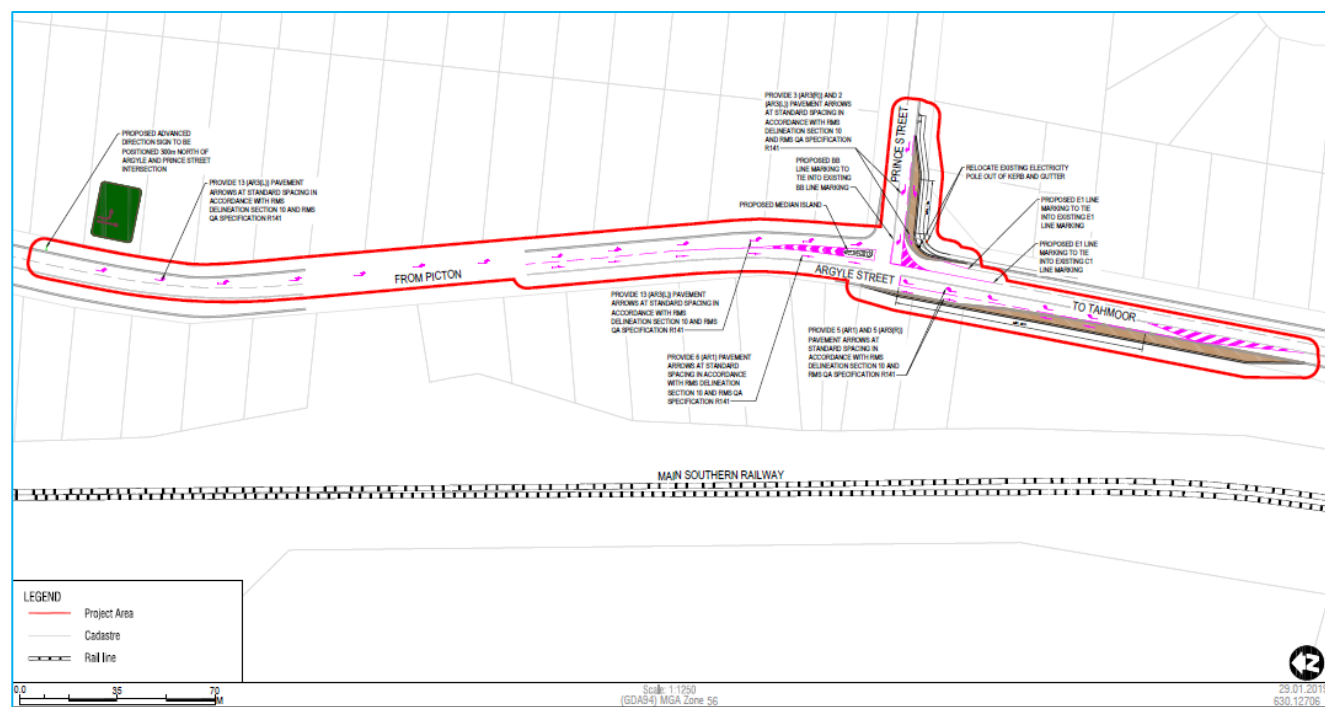 PROVIDE 3 (AR3(R)) AND 2
(AR3(L)) PAVEMENT ARROWS
AT STANDARD SPACING IN
ACCORDANCE WITH RMS
DELINEATION SECTION 10
AND RMS QA SPECIFICATION
R141
PROPOSED ADVANCED
DIRECTION SIGN TO BE
POSITIONED 300m NORTH OF
ARGYLE AND PRINCE STREET
INTERSECTION
PROVIDE 13 (AR3(L)) PAVEMENT
ARROWS AT STANDARD SPACING IN
ACCORDANCE WITH RMS
DELINEATION SECTION 10 AND RMS
QA SPECIFICATION R141
PRINCE STREET
PROPOSED BB
LINE MARKING TO
TIE INTO EXISTING
BB LINE MARKING
RELOCATE EXISTING ELECTRICITY
POLE OUT OF KERB AND GUTTER
PROPOSED MEDIAN ISLAND
PROPOSED E1 LINE
MARKING TO TIE
INTO EXISTING E1
LINE MARKING
PROPOSED E1 LINE
MARKING TO TIE
INTO EXISTING C1
LINE MARKING
FROM PICTON
ARGYLE STREET
TO TAHMOOR
PROVIDE 13 (AR3(L)) PAVEMENT
ARROWS AT STANDARD SPACING IN
ACCORDANCE WITH RMS
DELINEATION SECTION 10 AND RMS
QA SPECIFICATION R141
PROVIDE 5 (AR1) AND 5 (AR3(R))
PAVEMENT ARROWS AT
STANDARD SPACING IN
ACCORDANCE WITH RMS
DELINEATION SECTION 10 AND
RMS QA SPECIFICATION R141
PROVIDE 6 (AR1) PAVEMENT
ARROWS AT STANDARD
SPACING IN ACCORDANCE
WITH RMS DELINEATION
SECTION 10 AND RMS QA
SPECIFICATION R141
MAIN SOUTHERN RAILWAY
LEGEND
Project Area
Cadastre
Rail line
Z
0.0 35 70
M
Scale: 1:1250
(GDA94) MGA Zone 56
29.01.2019
630.12706